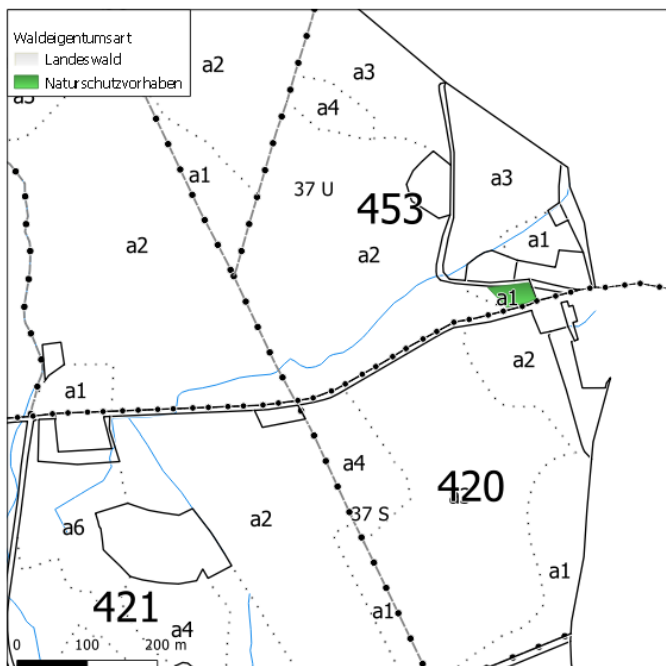 Waldeigentumsart
Landeswald
Naturschutzvorhaben
a2
a3
a4
a1
37 U
453
a3
a2
a2
a1
a1
a2
a1
a4
420
37 S
a2
a6
421
a1
a1
a4
0 100 200 m